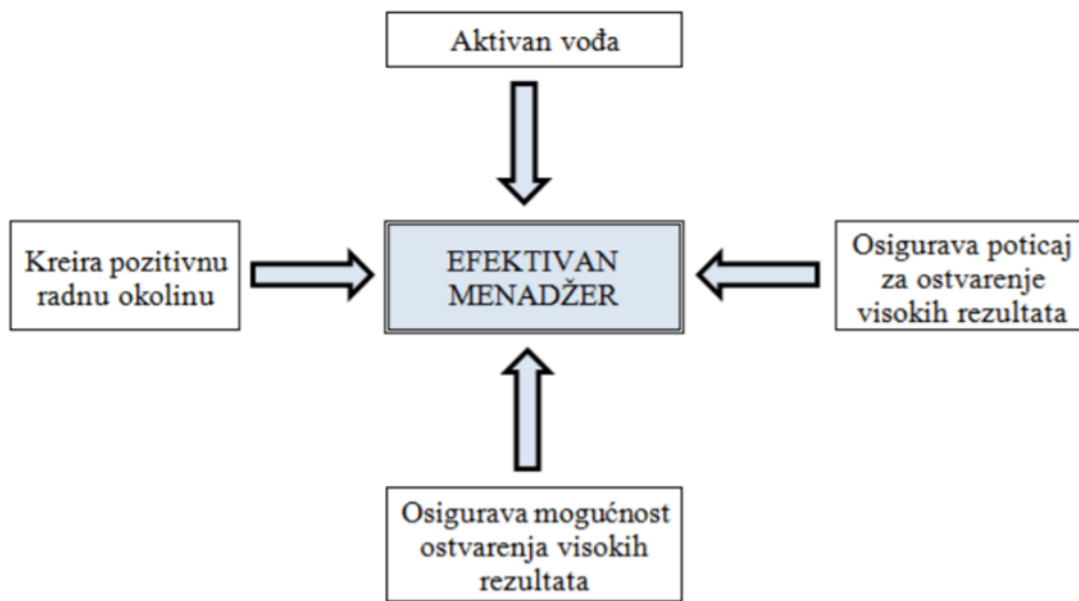 Aktivan vođa
Kreira pozitivnu
radnu okolinu
EFEKTIVAN
MENADŽER
Osigurava poticaj
za ostvarenje
visokih rezultata
Osigurava mogućnost
ostvarenja visokih
rezultata